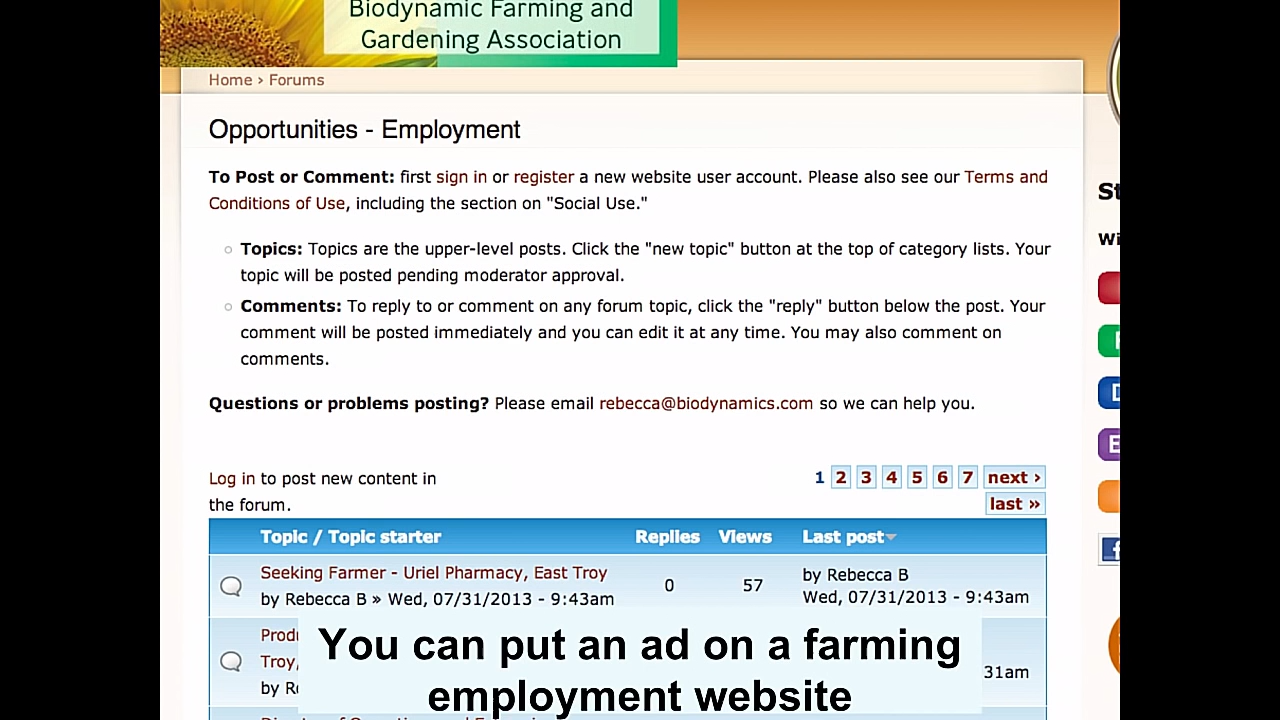 Biodynamic Farming and
Gardening Association
Home › Forums
Opportunities - Employment
To Post or Comment: first sign in or register a new website user account. Please also see our Terms and
Conditions of Use, including the section on "Social Use."
Topics: Topics are the upper-level posts. Click the "new topic" button at the top of category lists. Your
topic will be posted pending moderator approval.
Comments: To reply to or comment on any forum topic, click the "reply" button below the post. Your
comment will be posted immediately and you can edit it at any time. You may also comment on
comments.
Questions or problems posting? Please email rebecca@biodynamics.com so we can help you.
Log in to post new content in
the forum.
1 2 3 4 5 6 7 next ›
last »
Topic / Topic starter Replies Views Last post
Seeking Farmer - Uriel Pharmacy, East Troy
by Rebecca B » Wed, 07/31/2013 - 9:43am
0 57
by Rebecca B
Wed, 07/31/2013 - 9:43am
Troy,
by
31am
You can put an ad on a farming
employment website